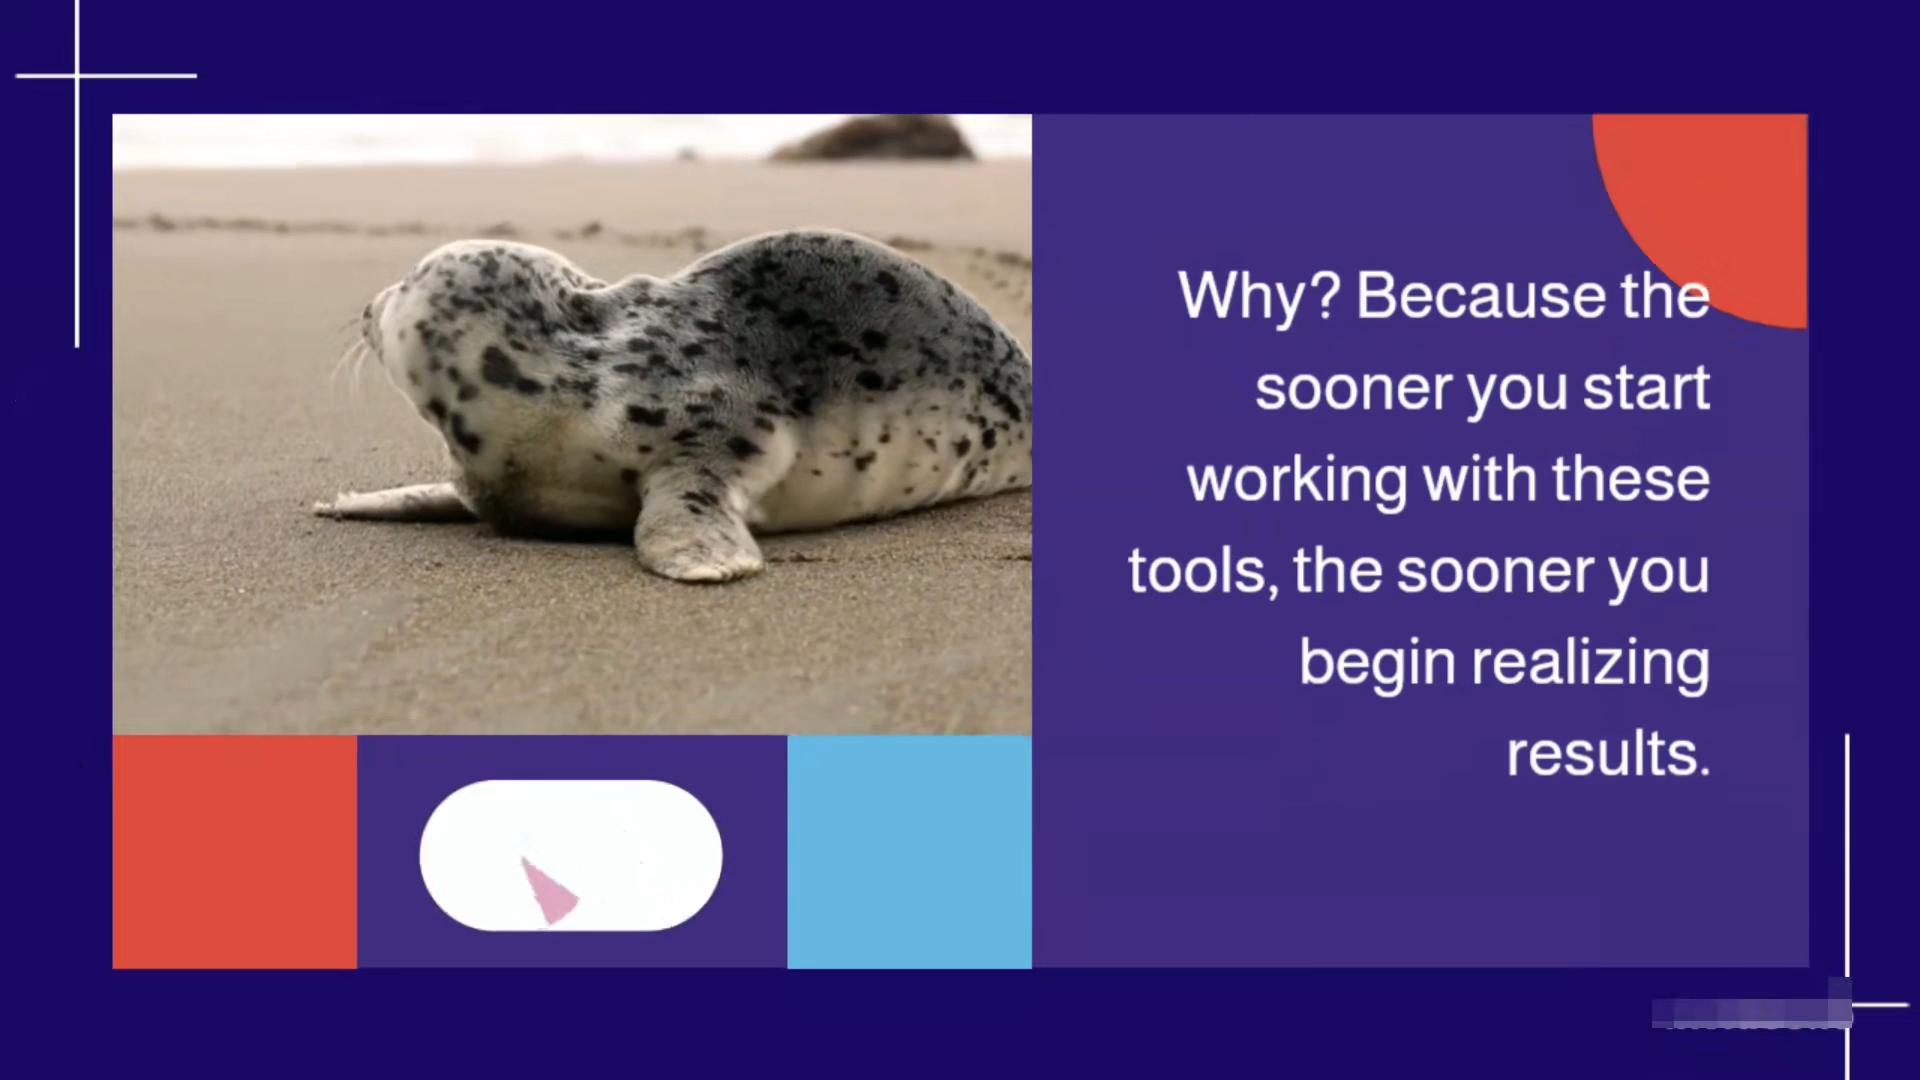 Why? Because the
sooner you start
working with these
tools, the sooner you
begin realizing
results.